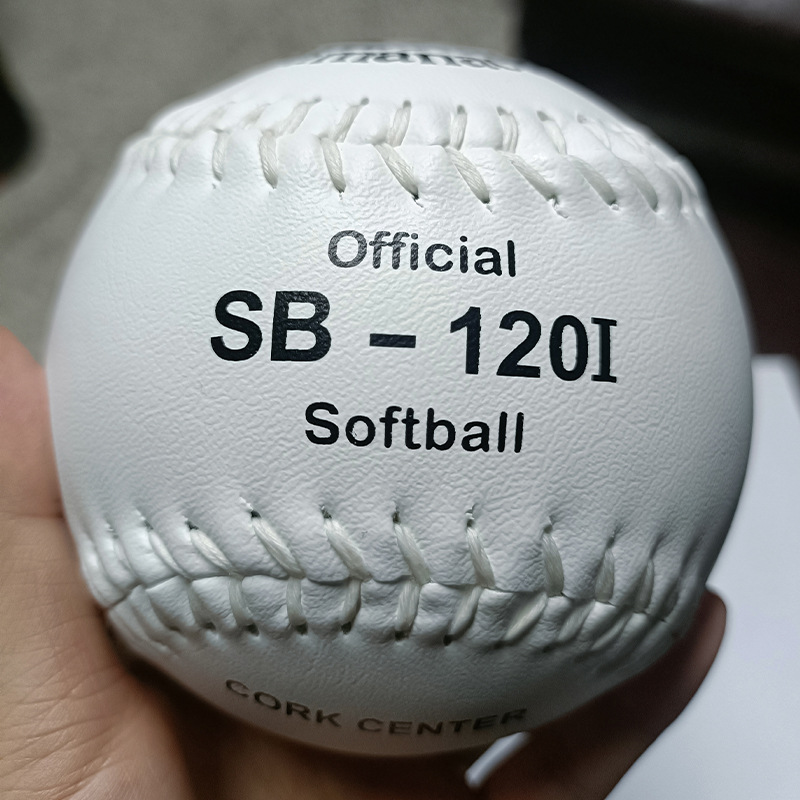 Official
SB - 120I
Softball
CORK CENTER